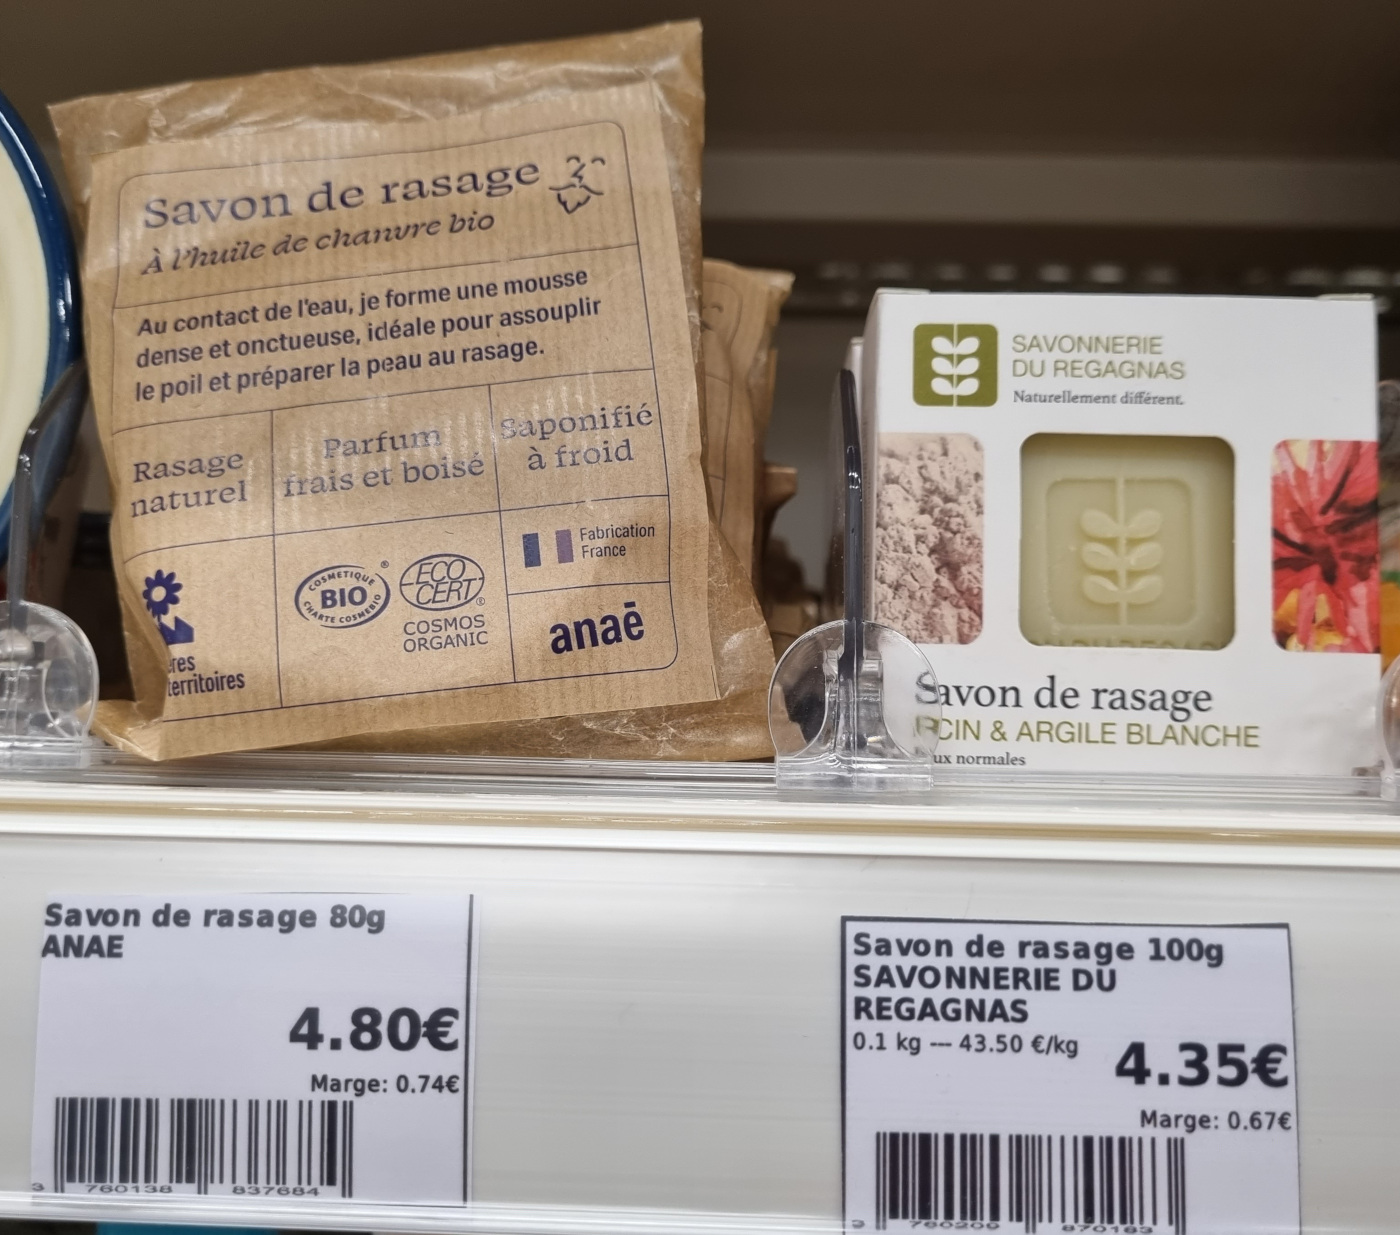 Savon de rasage
À l'huile de chanvre bio
Au contact de l'eau, je forme une mousse
dense et onctueuse, idéale pour assouplir
le poil et préparer la peau au rasage.
Rasage
naturel
Parfum
frais et boisé
Saponifié
à froid
territoires
COSMETIQUE
BIO
CHARTE COSMEBIO
®
ECO
CERT
®
COSMOS
ORGANIC
Fabrication
France
anaē
SAVONNERIE
DU REGAGNAS
Naturellement différent.
Savon de rasage
& ARGILE BLANCHE
normales
Savon de rasage 80g
ANAE
4.80€
Marge: 0.74€
3 760138 837684
Savon de rasage 100g
SAVONNERIE DU
REGAGNAS
0.1 kg --- 43.50 €/kg
4.35€
Marge: 0.67€
3 760209 870163